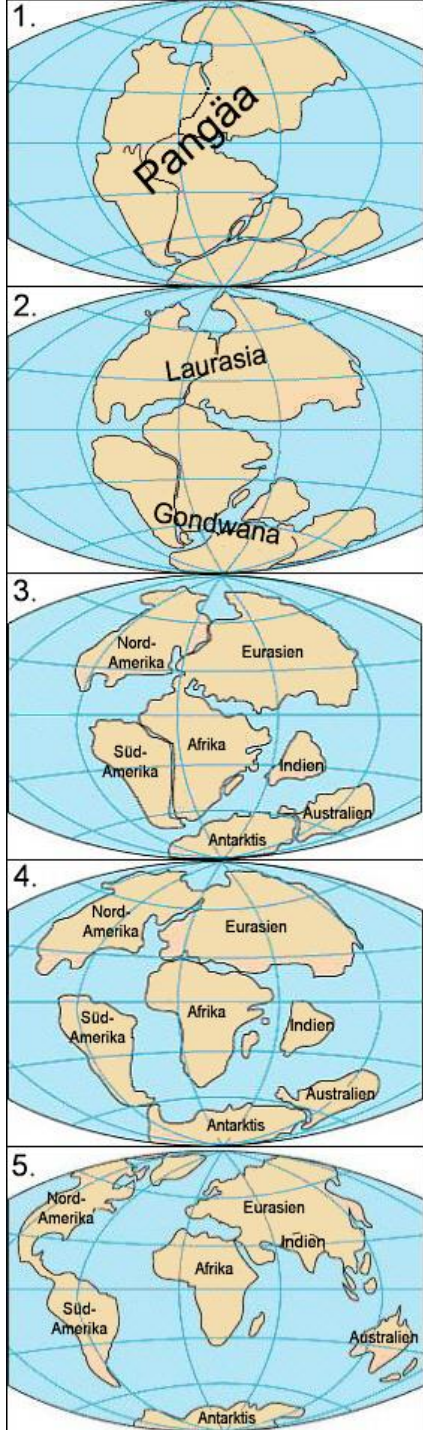 1.
Pangäa
2.
Laurasia
Gondwana
3.
Nord-
Amerika
Eurasien
Süd-
Amerika
Afrika
Indien
Australien
Antarktis
4.
Nord-
Amerika
Eurasien
Süd-
Amerika
Afrika
Indien
Australien
Antarktis
5.
Nord-
Amerika
Eurasien
Indien
Afrika
Süd-
Amerika
Australien
Antarktis